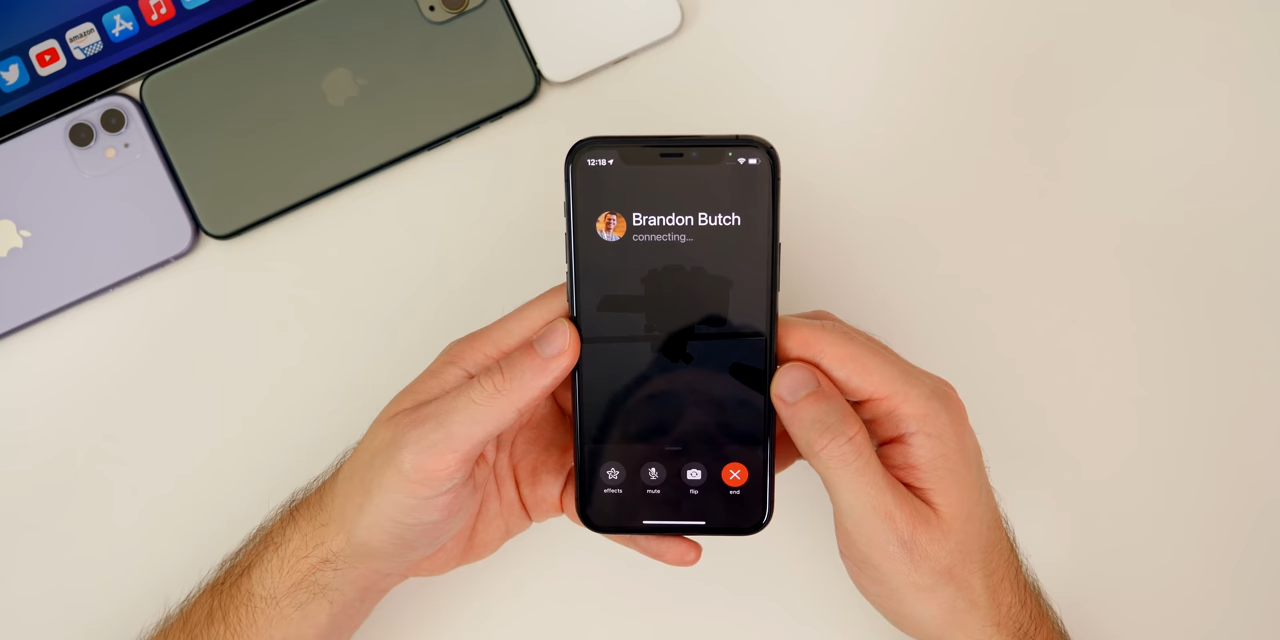 amazon
12:18
Brandon Butch
connecting...
effects
mute
flip
end